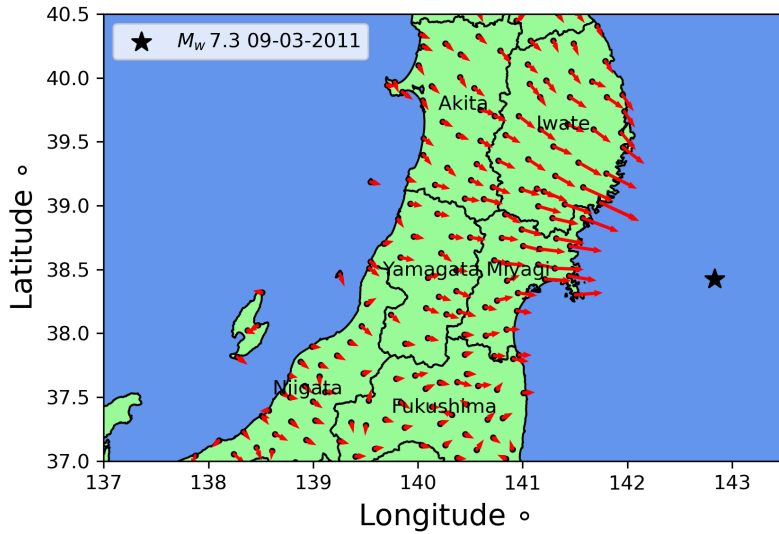 40.5
M_w 7.3 09-03-2011
40.0
Akita
Iwate
39.5
39.0
Latitude °
38.5
Yamagata
Miyagi
38.0
37.5
Niigata
Fukushima
37.0
137 138 139 140 141 142 143
Longitude °